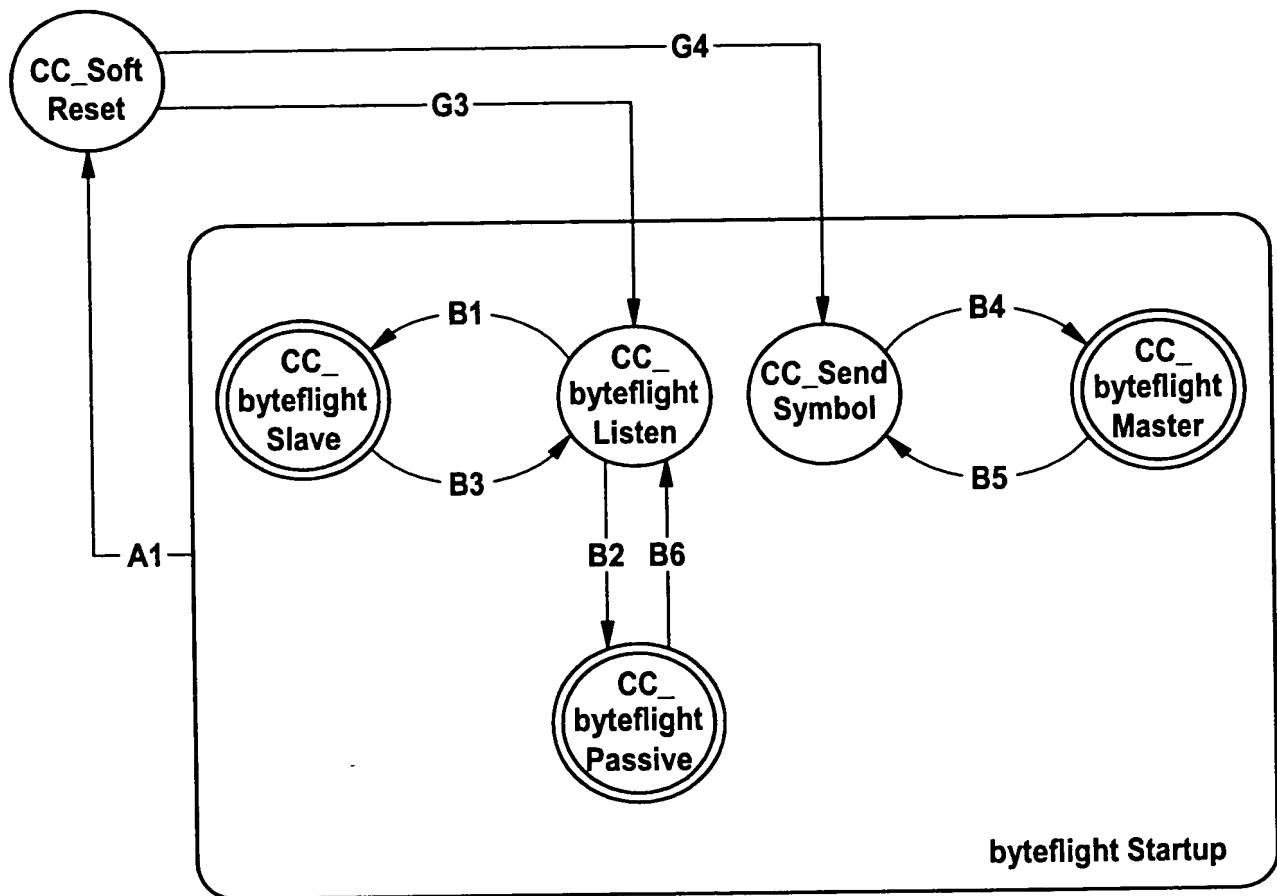 CC_Soft
Reset
G4
G3
B1
CC_
byteflight
Slave
B3
CC_
byteflight
Listen
CC_Send
Symbol
B4
CC_
byteflight
Master
B5
A1
B2
B6
CC_
byteflight
Passive
byteflight Startup